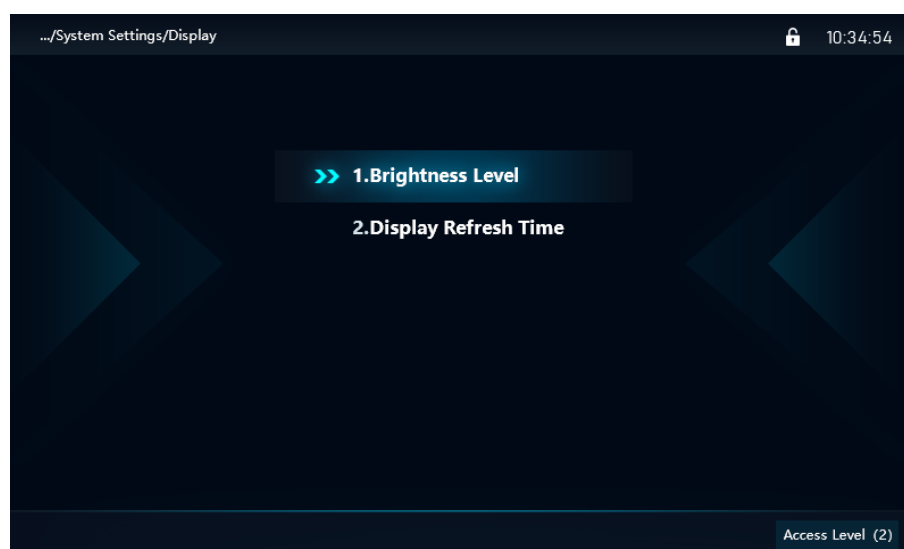 .../System Settings/Display
10:34:54
1.Brightness Level
2.Display Refresh Time
Access Level (2)